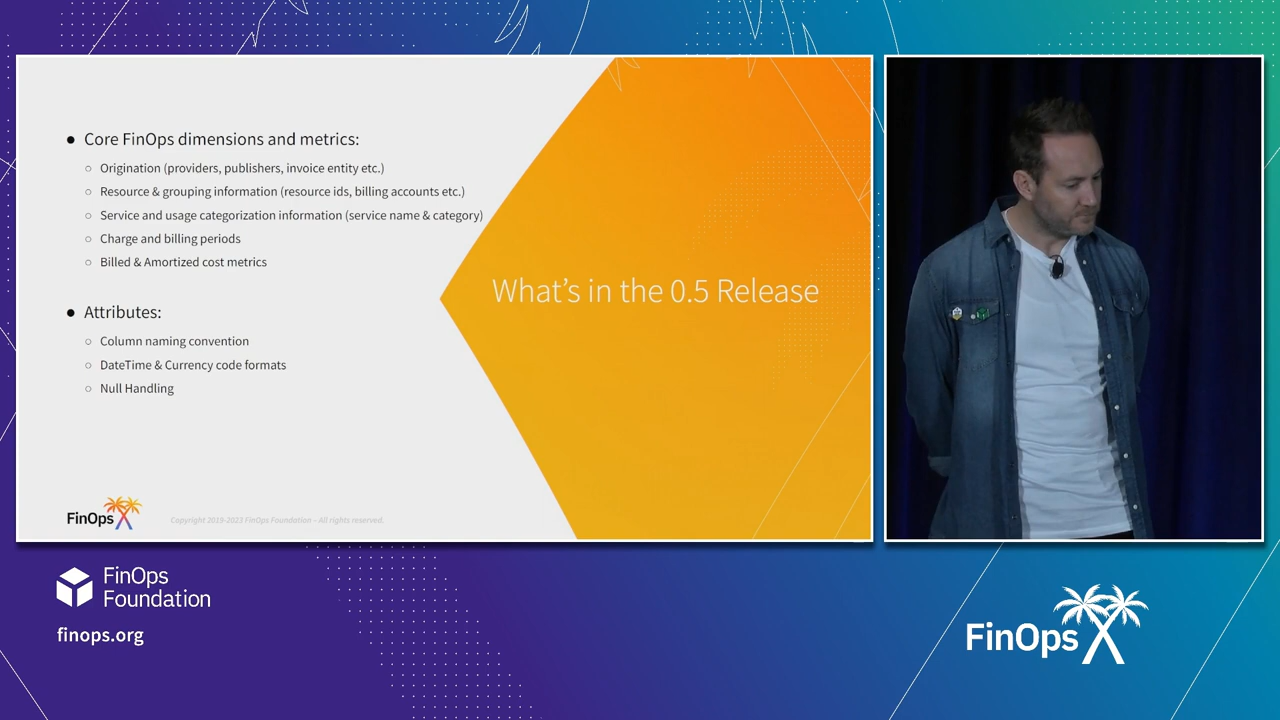 ● Core FinOps dimensions and metrics:
○ Origination (providers, publishers, invoice entity etc.)
○ Resource & grouping information (resource ids, billing accounts etc.)
○ Service and usage categorization information (service name & category)
○ Charge and billing periods
○ Billed & Amortized cost metrics
● Attributes:
○ Column naming convention
○ DateTime & Currency code formats
○ Null Handling
What's in the 0.5 Release
FinOps X
Copyright 2019-2023 FinOps Foundation – All rights reserved.
FinOps
Foundation
finops.org
FinOps X